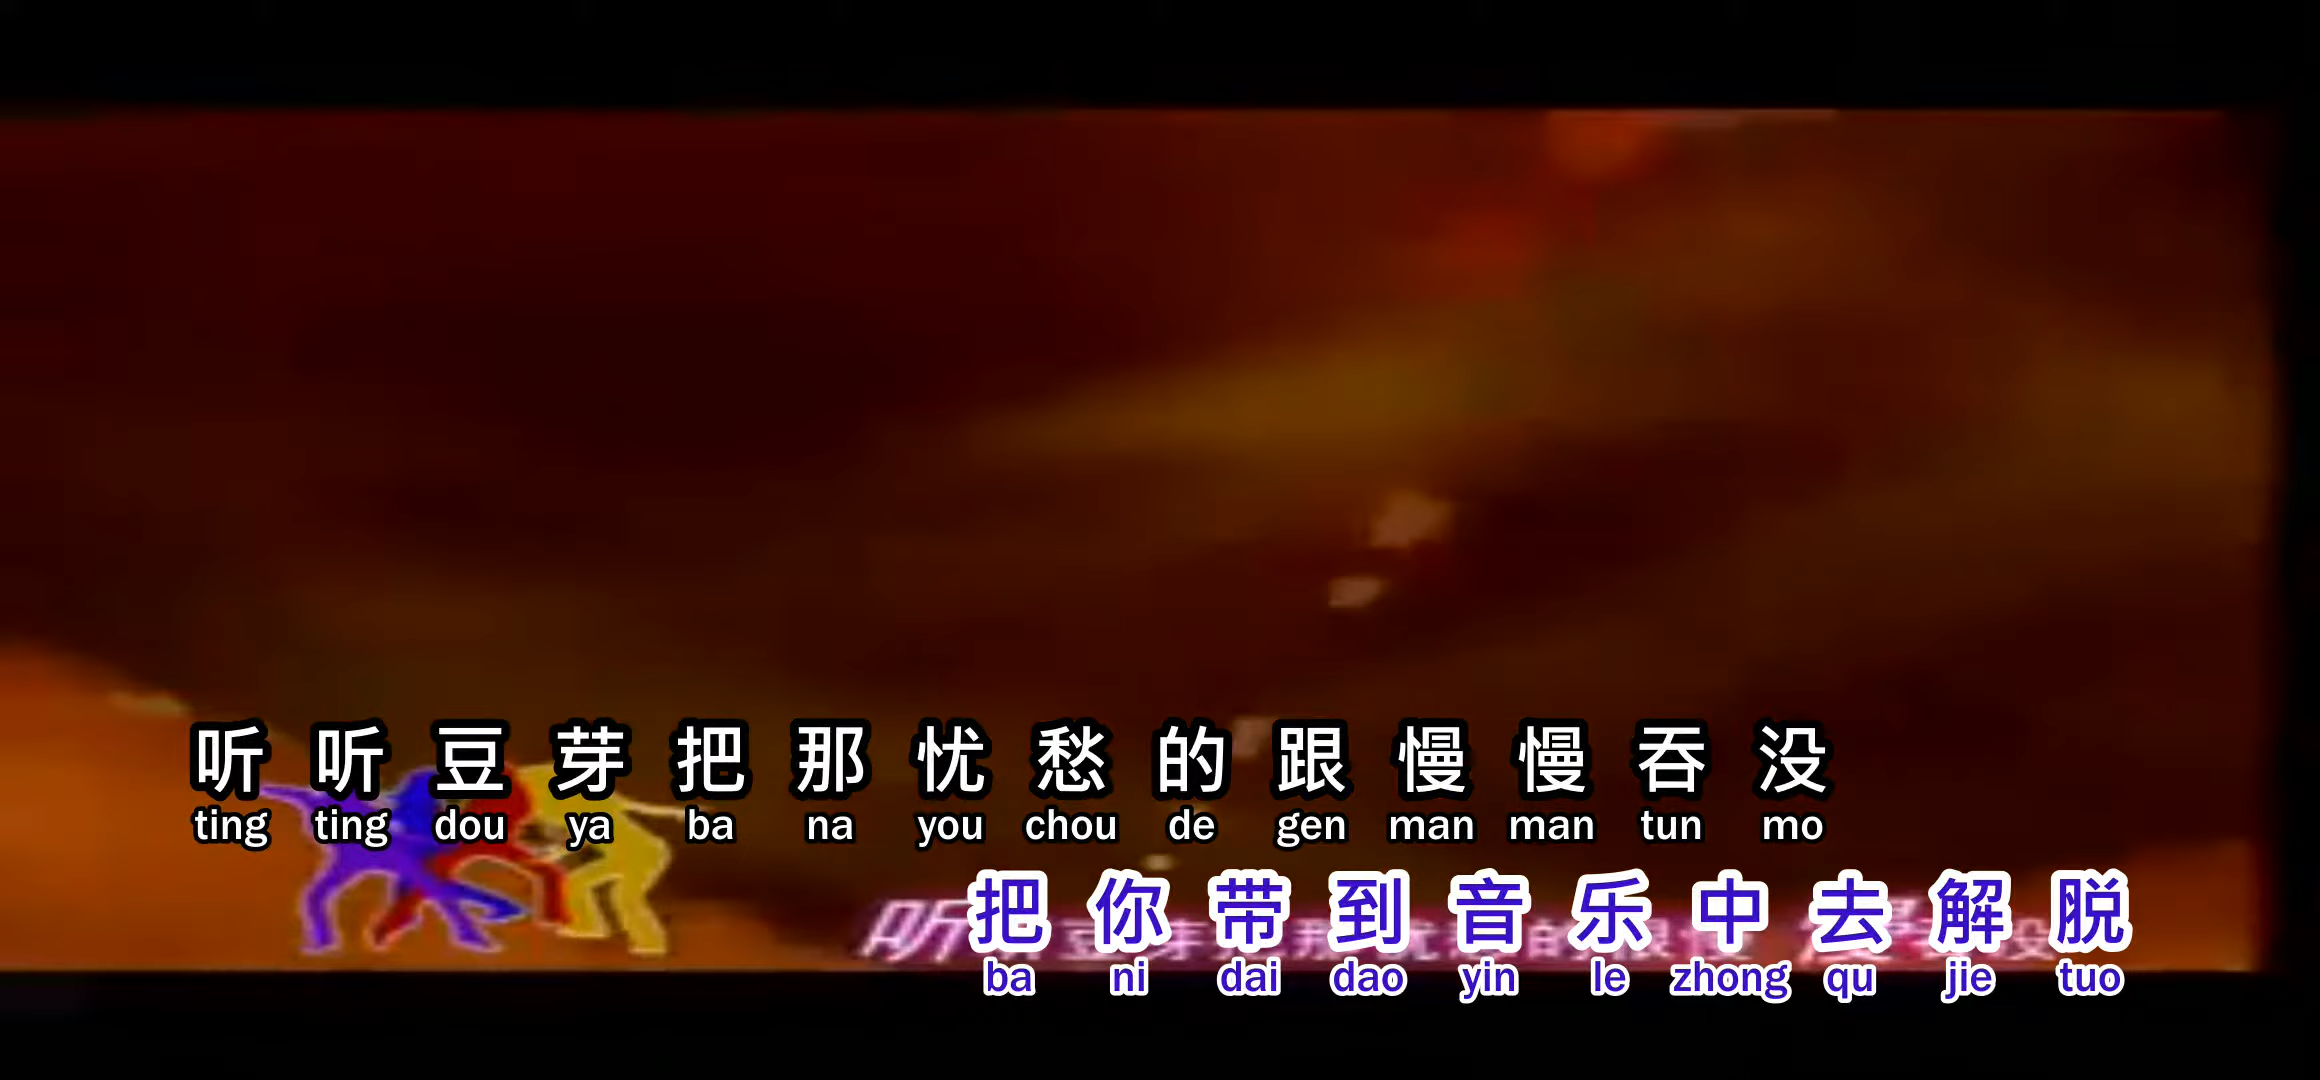 听听豆芽把那忧愁的跟慢慢吞没
ting ting dou ya ba na you chou de gen man man tun mo
把你带到音乐中去解脱
ba ni dai dao yin le zhong qu jie tuo
听